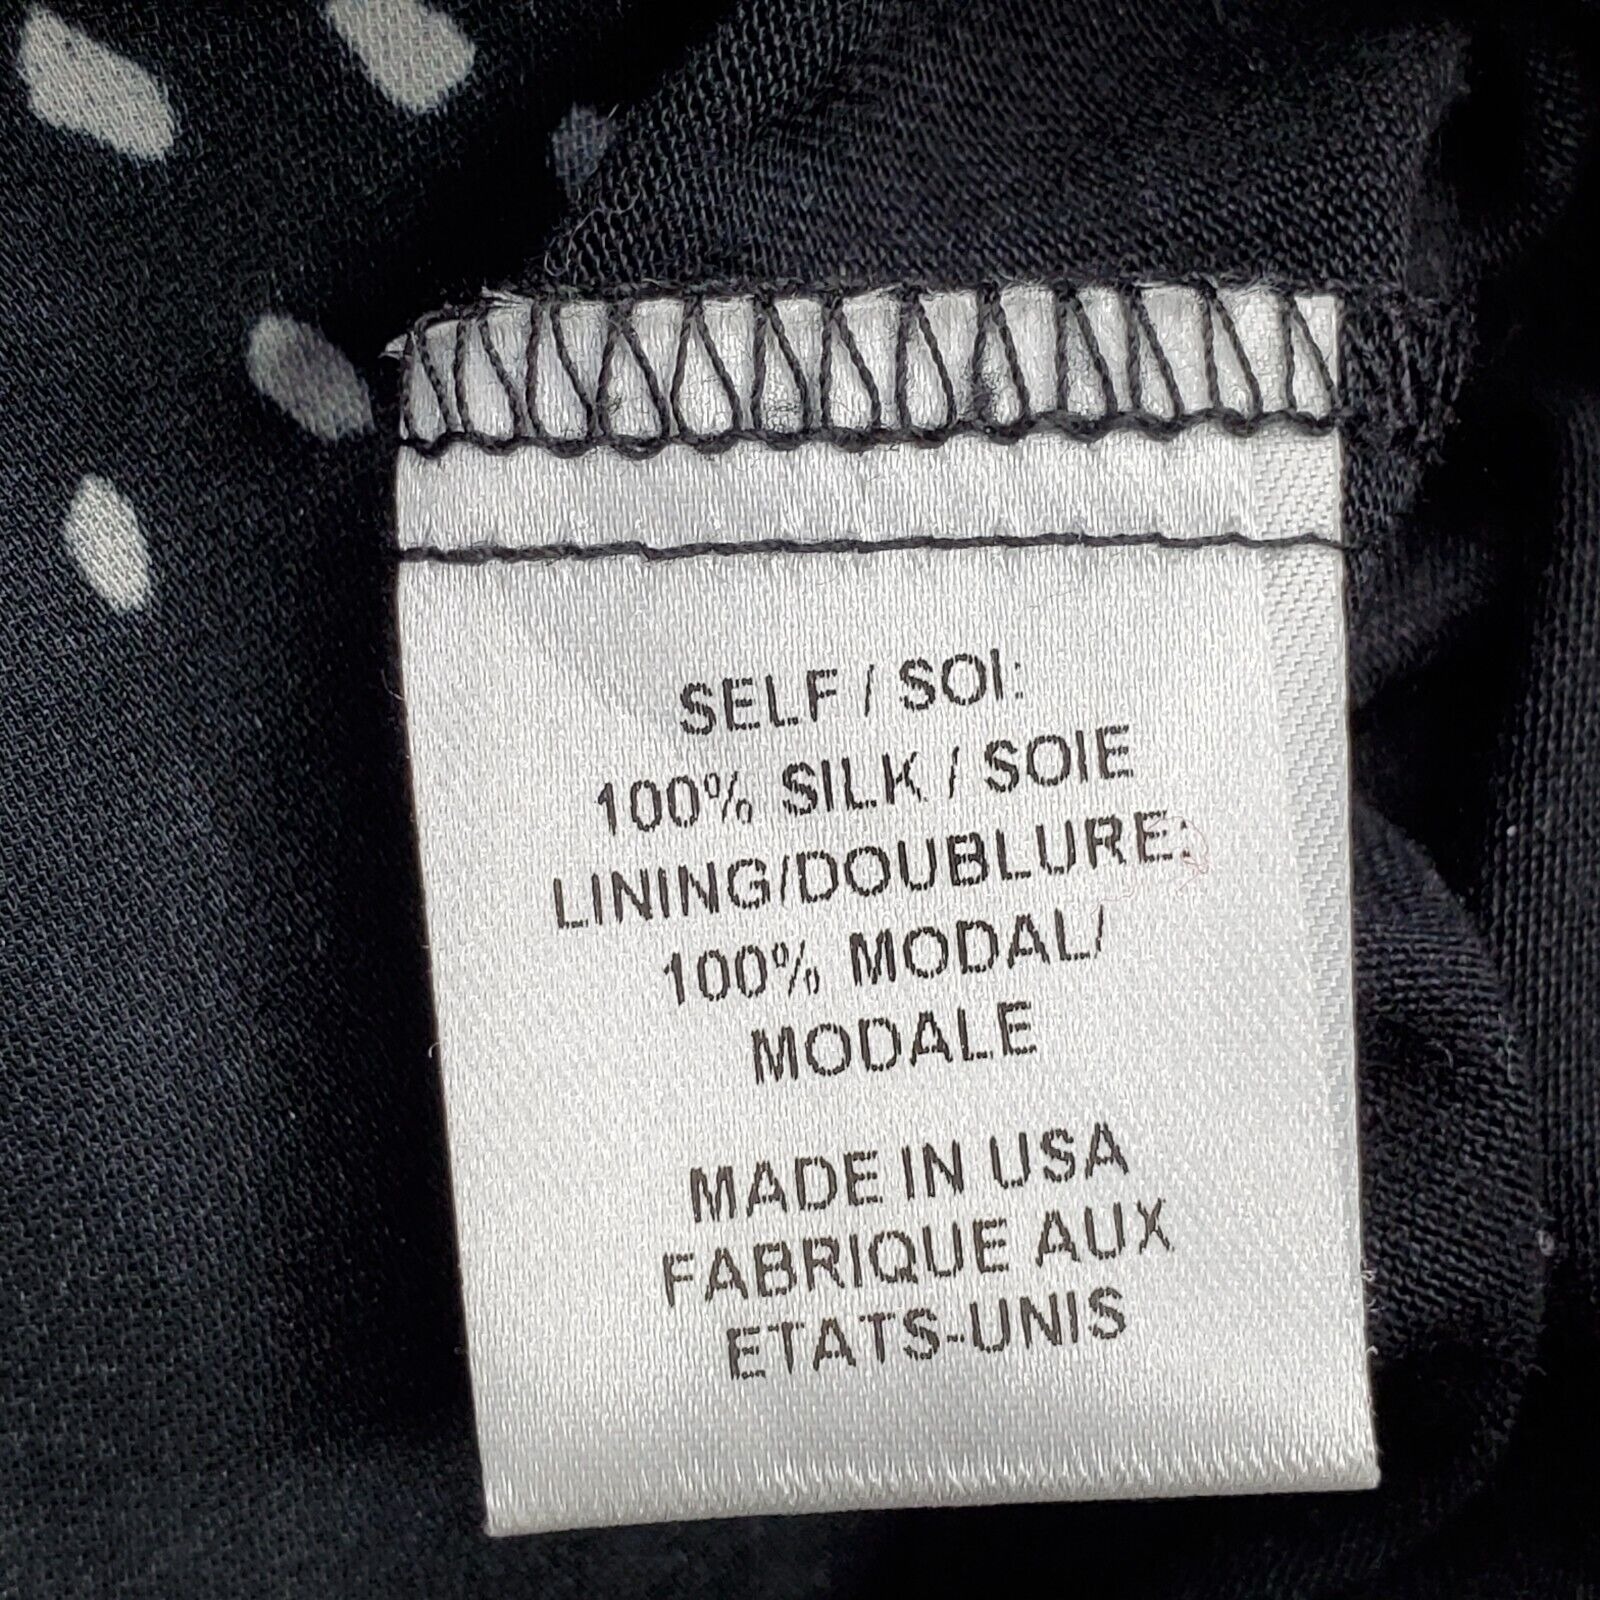 SELF / SOI:
100% SILK / SOIE
LINING/DOUBLURE:
100% MODAL/
MODALE
MADE IN USA
FABRIQUE AUX
ETATS-UNIS